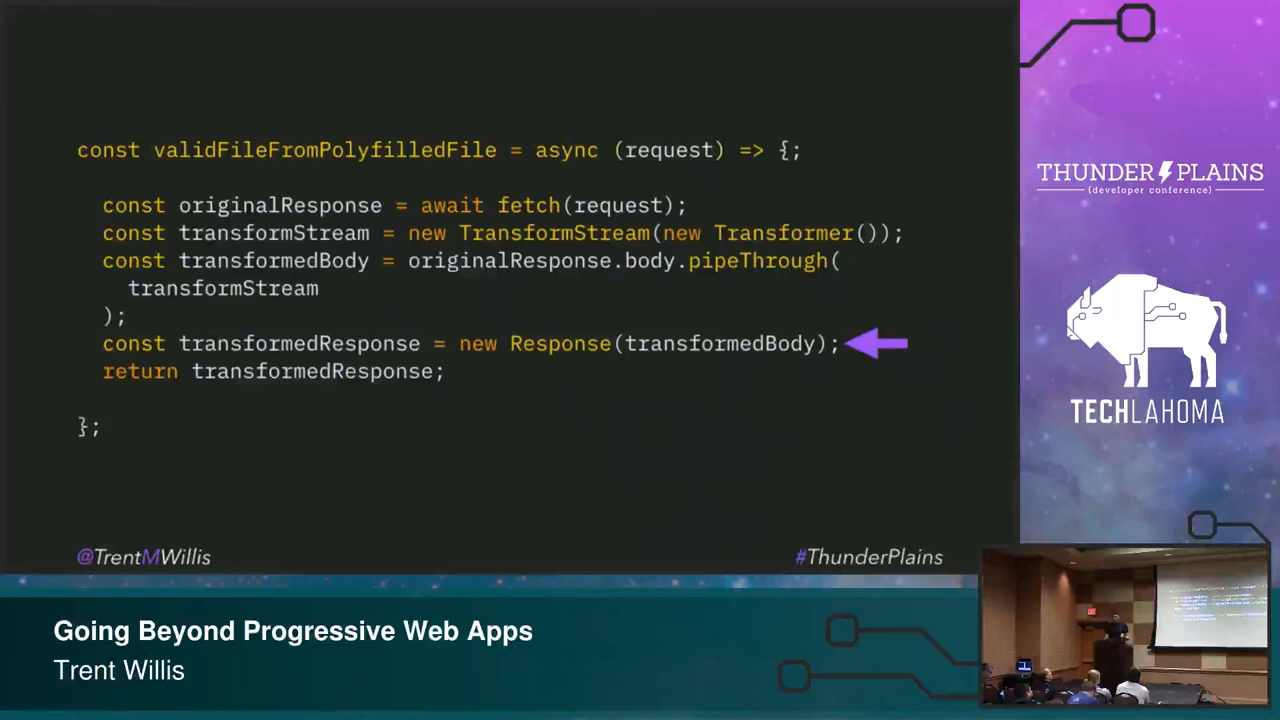 const validFileFromPolyfilledFile = async (request) => {;
const originalResponse = await fetch(request);
const transformStream = new TransformStream(new Transformer());
const transformedBody = originalResponse.body.pipeThrough(
transformStream
);
const transformedResponse = new Response(transformedBody);
return transformedResponse;
};
@TrentMWillis
#ThunderPlains
THUNDER PLAINS
{developer conference}
TECHLAHOMA
Going Beyond Progressive Web Apps
Trent Willis